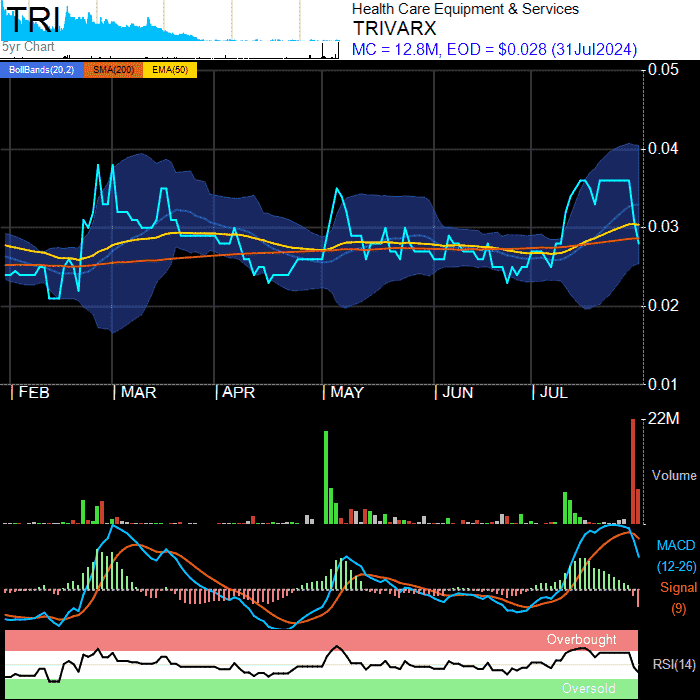 TRI
5yr Chart
Health Care Equipment & Services
TRIVARX
MC = 12.8M, EOD = $0.028 (31Jul2024)
BollBands(20,2) SMA(200) EMA(50)
0.05
0.04
0.03
0.02
0.01
FEB MAR APR MAY JUN JUL
22M
Volume
MACD
(12-26)
Signal
(9)
Overbought
RSI(14)
Oversold